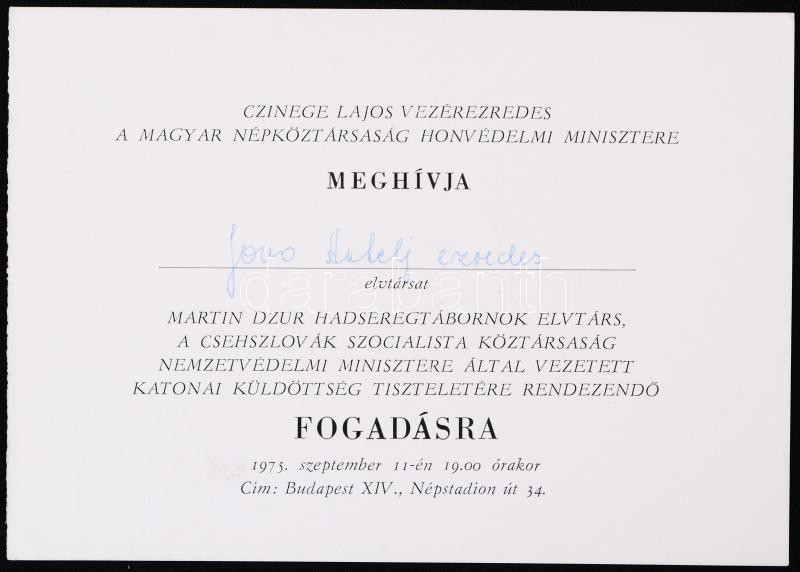 CZINEGE LAJOS VEZÉREZREDES
A MAGYAR NÉPKÖZTÁRSASÁG HONVÉDELMI MINISZTERE
MEGHÍVJA
ezredes
elvtársat
darabanth
MARTIN DZUR HADSEREGTÁBORNOK ELVTÁRS,
A CSEHSZLOVÁK SZOCIALISTA KÖZTÁRSASÁG
NEMZETVÉDELMI MINISZTERE ÁLTAL VEZETETT
KATONAI KÜLDÖTTSÉG TISZTELETÉRE RENDEZENDŐ
FOGADÁSRA
1975. szeptember 11-én 19.00 órakor
Cím: Budapest XIV., Népstadion út 34.